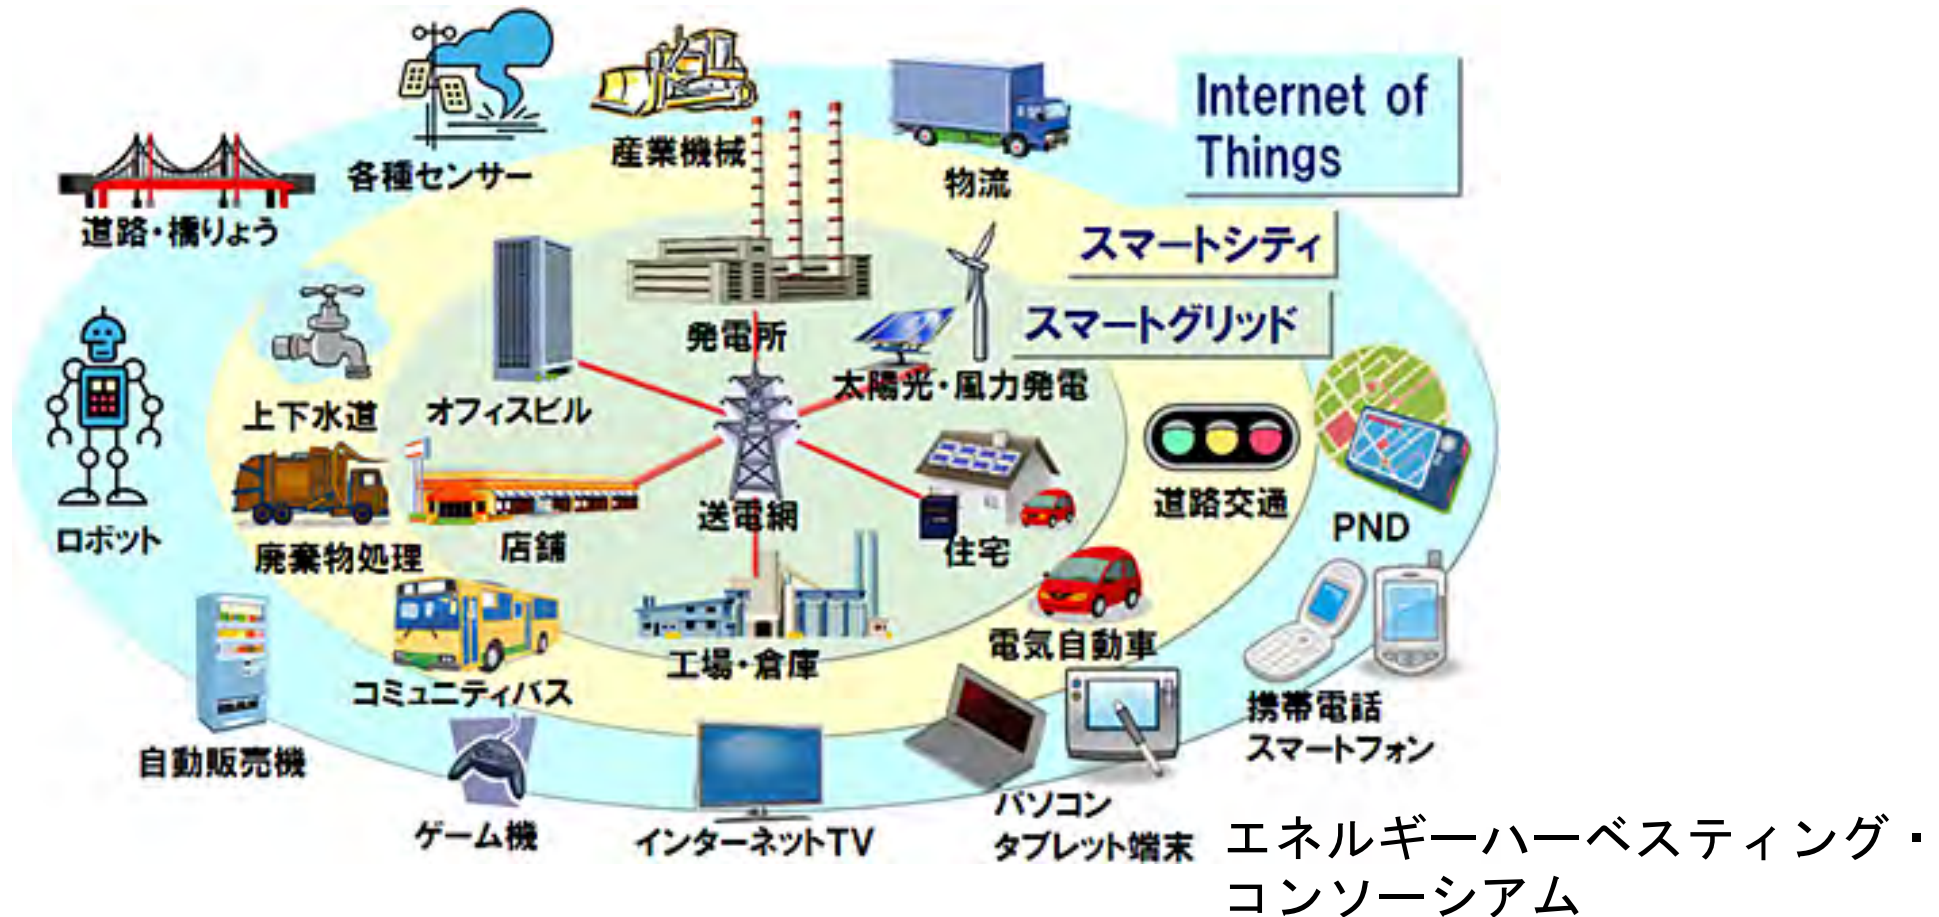 Internet of
Things
各種センサー
産業機械
物流
道路・橋りょう
スマートシティ
スマートグリッド
発電所
太陽光・風力発電
上下水道
オフィスビル
送電網
道路交通
PND
ロボット
廃棄物処理
店舗
住宅
電気自動車
工場・倉庫
コミュニティバス
携帯電話
スマートフォン
自動販売機
ゲーム機
インターネットTV
パソコン
タブレット端末
エネルギーハーベスティング・
コンソーシアム